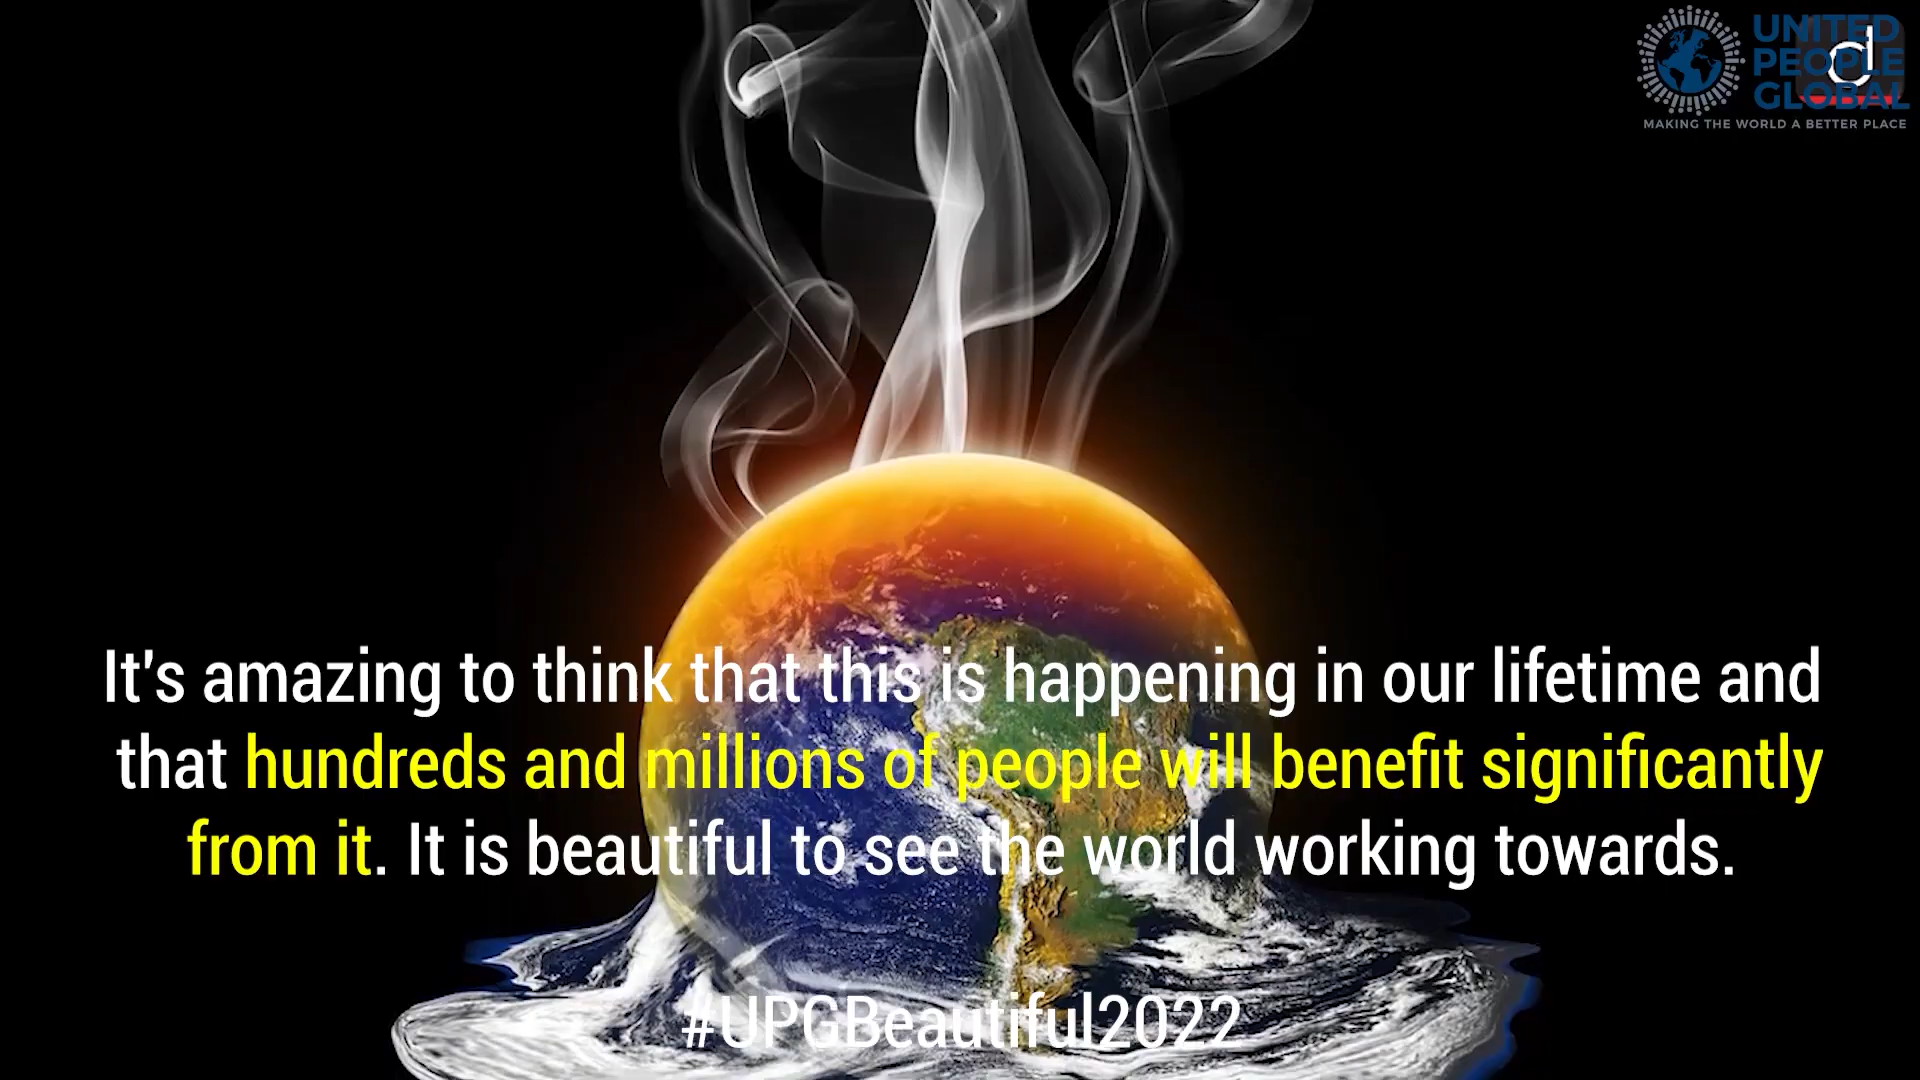 UNITED
PEOPLE
GLOBAL
d
MAKING THE WORLD A BETTER PLACE
It's amazing to think that this is happening in our lifetime and
that hundreds and millions of people will benefit significantly
from it. It is beautiful to see the world working towards.
#UPGBeautiful2022